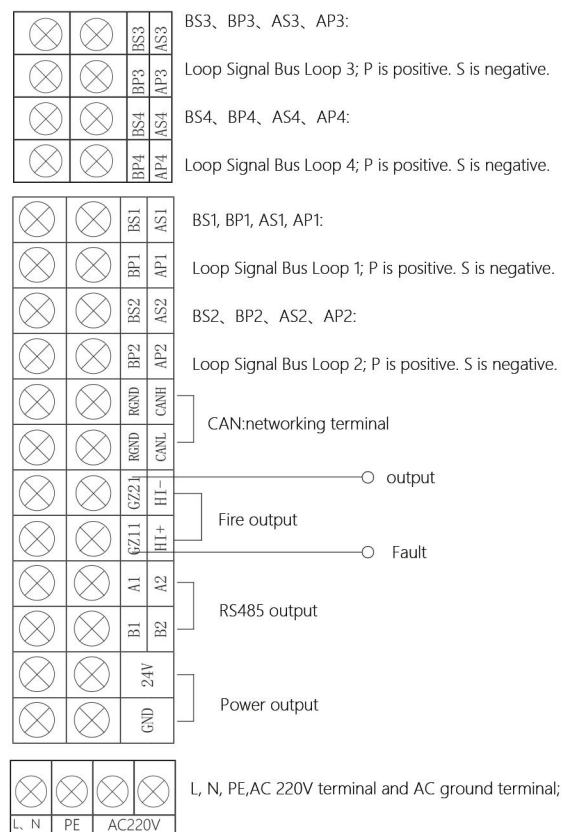 BS3 AS3 BS3、BP3、AS3、AP3:
BP3 AP3 Loop Signal Bus Loop 3; P is positive. S is negative.
BS4 AS4 BS4、BP4、AS4、AP4:
BP4 AP4 Loop Signal Bus Loop 4; P is positive. S is negative.
BS1 AS1 BS1, BP1, AS1, AP1:
BP1 AP1 Loop Signal Bus Loop 1; P is positive. S is negative.
BS2 AS2 BS2、BP2、AS2、AP2:
BP2 AP2 Loop Signal Bus Loop 2; P is positive. S is negative.
RGND CANH
CAN:networking terminal
RGND CANL
GZ21 HI- output
Fire output
GZ11 HI+ Fault
A1 A2
RS485 output
B1 B2
24V
Power output
GND
L, N, PE,AC 220V terminal and AC ground terminal;
L、N PE AC220V